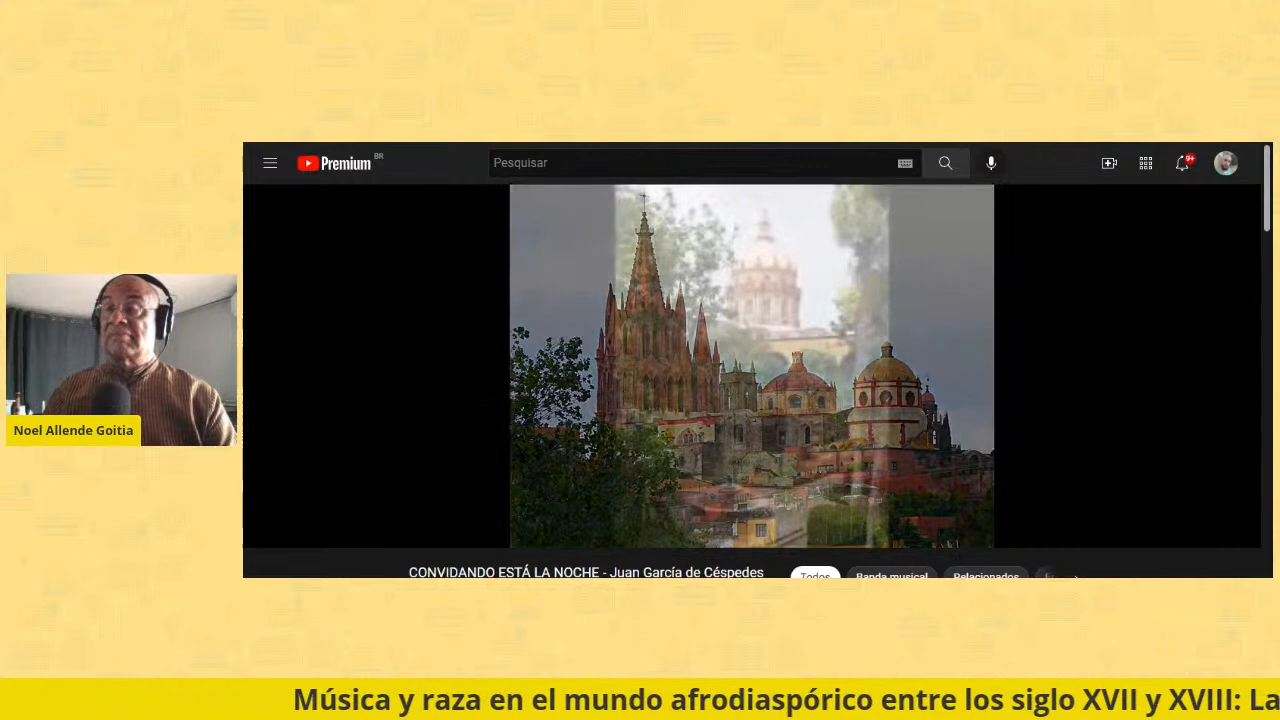 Premium BR
Pesquisar
9+
Noel Allende Goitia
CONVIDANDO ESTÁ LA NOCHE - Juan García de Céspedes
Todos
Banda musical
Relacionados
Música y raza en el mundo afrodiaspórico entre los siglo XVII y XVIII: La